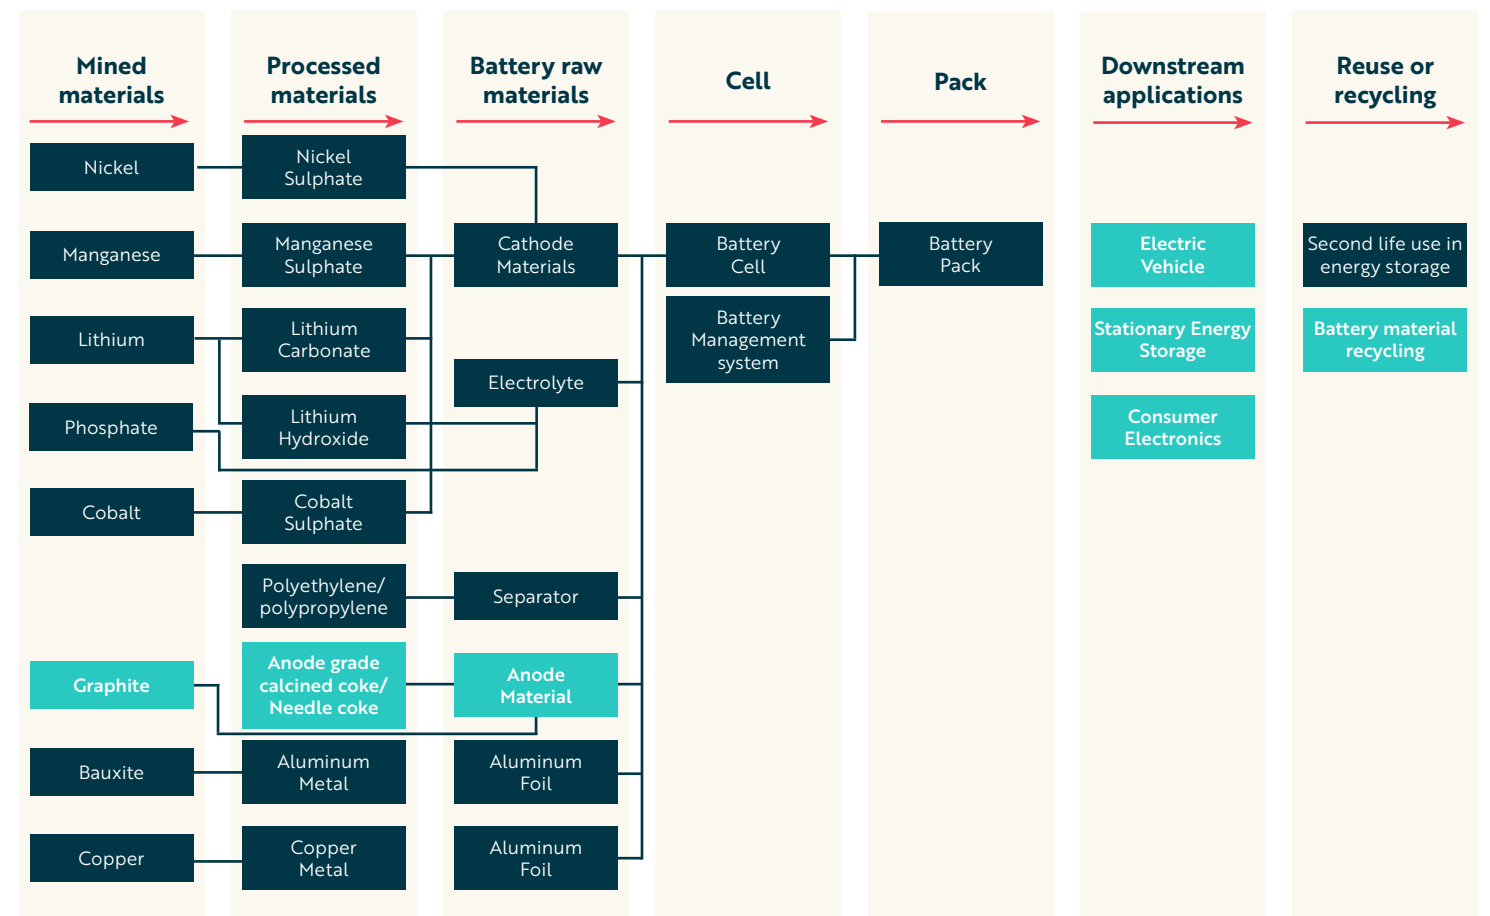 Mined
materials
Processed
materials
Battery raw
materials
Cell
Pack
Downstream
applications
Reuse or
recycling
Nickel
Nickel
Sulphate
Manganese
Manganese
Sulphate
Cathode
Materials
Battery
Cell
Battery
Pack
Electric
Vehicle
Second life use in
energy storage
Lithium
Lithium
Carbonate
Battery
Management
system
Stationary Energy
Storage
Battery material
recycling
Electrolyte
Phosphate
Lithium
Hydroxide
Consumer
Electronics
Cobalt
Cobalt
Sulphate
Polyethylene/
polypropylene
Separator
Graphite
Anode grade
calcined coke/
Needle coke
Anode
Material
Bauxite
Aluminum
Metal
Aluminum
Foil
Copper
Copper
Metal
Aluminum
Foil